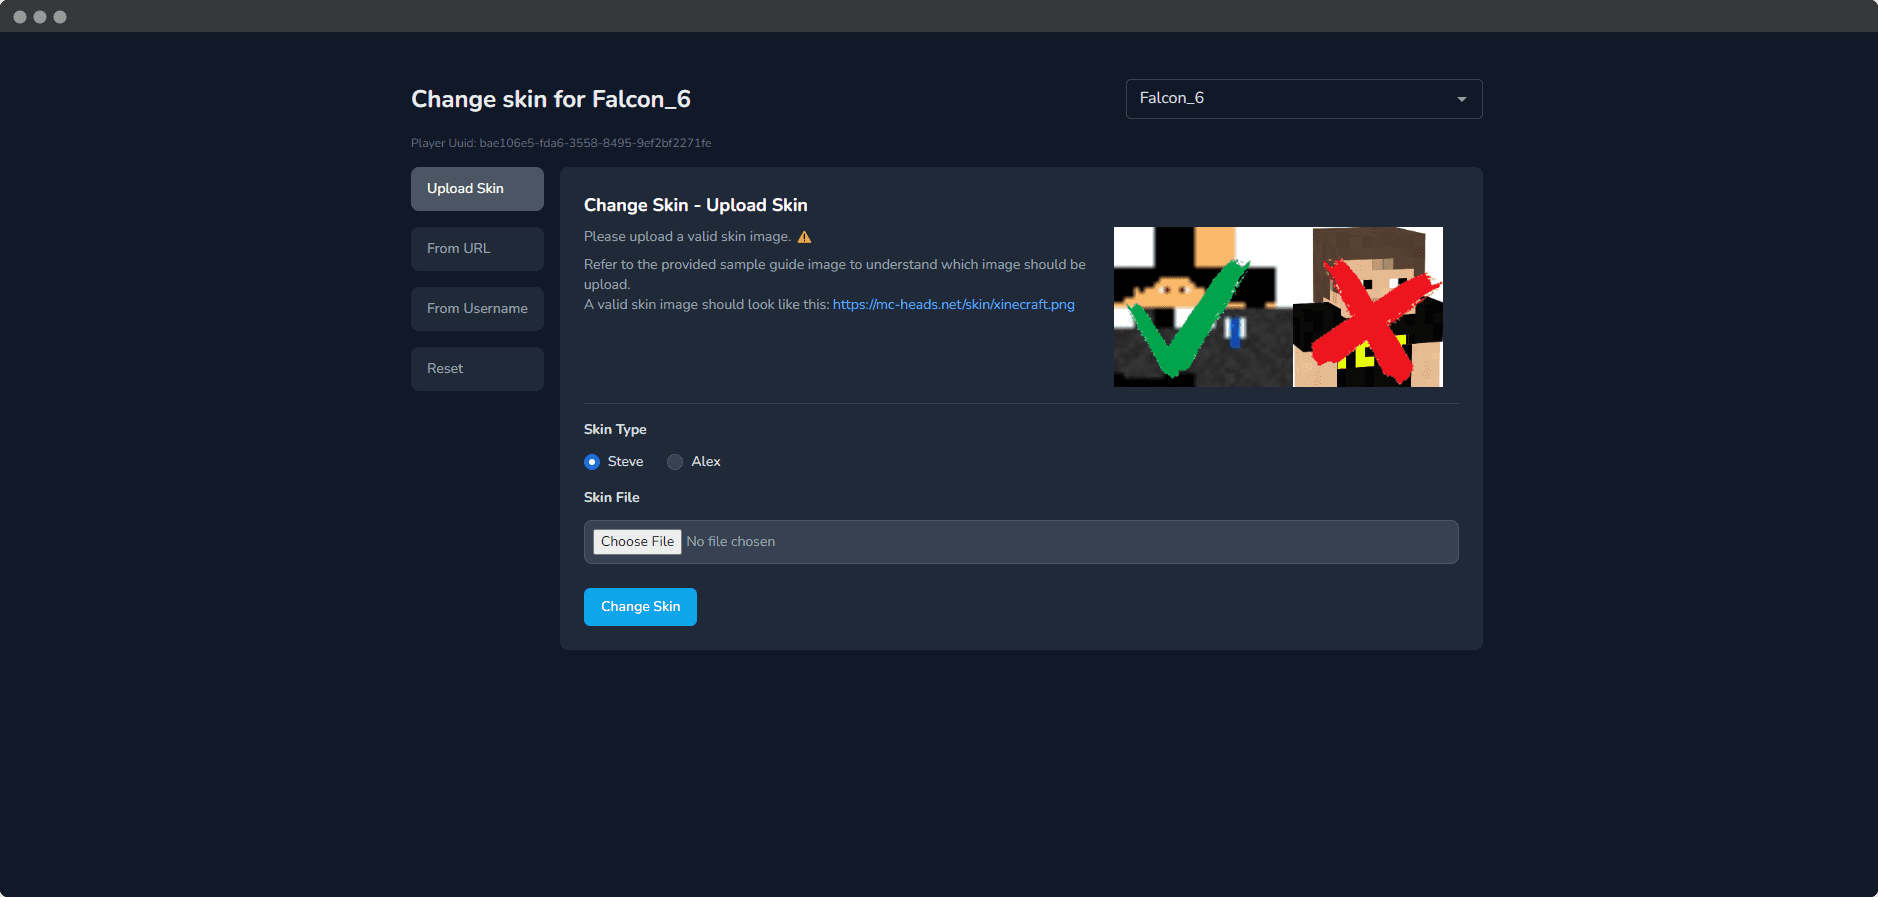 Change skin for Falcon_6
Falcon_6
Player Uuid: bae106e5-fda6-3558-8495-9ef2bf2271fe
Upload Skin
From URL
From Username
Reset
Change Skin - Upload Skin
Please upload a valid skin image.
Refer to the provided sample guide image to understand which image should be
upload.
A valid skin image should look like this: https://mc-heads.net/skin/xinecraft.png
Skin Type
Steve
Alex
Skin File
Choose File No file chosen
Change Skin